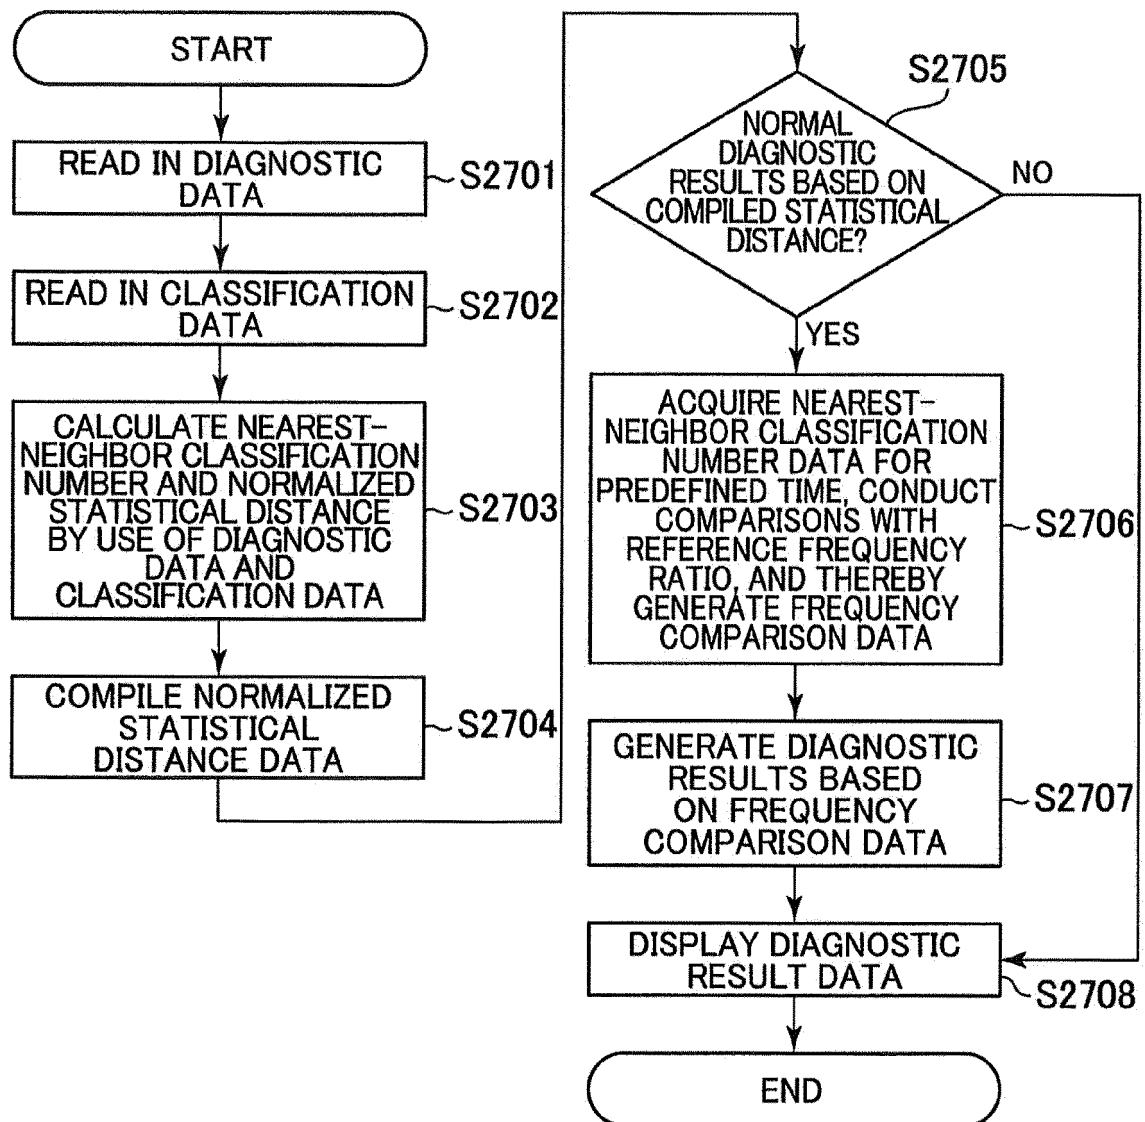 START
READ IN DIAGNOSTIC
DATA
S2701
READ IN CLASSIFICATION
DATA
S2702
CALCULATE NEAREST-
NEIGHBOR CLASSIFICATION
NUMBER AND NORMALIZED
STATISTICAL DISTANCE
BY USE OF DIAGNOSTIC
DATA AND
CLASSIFICATION DATA
S2703
COMPILE NORMALIZED
STATISTICAL
DISTANCE DATA
S2704
S2705
NORMAL
DIAGNOSTIC
RESULTS BASED ON
COMPILED STATISTICAL
DISTANCE?
NO
YES
ACQUIRE NEAREST-
NEIGHBOR CLASSIFICATION
NUMBER DATA FOR
PREDEFINED TIME, CONDUCT
COMPARISONS WITH
REFERENCE FREQUENCY
RATIO, AND THEREBY
GENERATE FREQUENCY
COMPARISON DATA
S2706
GENERATE DIAGNOSTIC
RESULTS BASED
ON FREQUENCY
COMPARISON DATA
S2707
DISPLAY DIAGNOSTIC
RESULT DATA
S2708
END